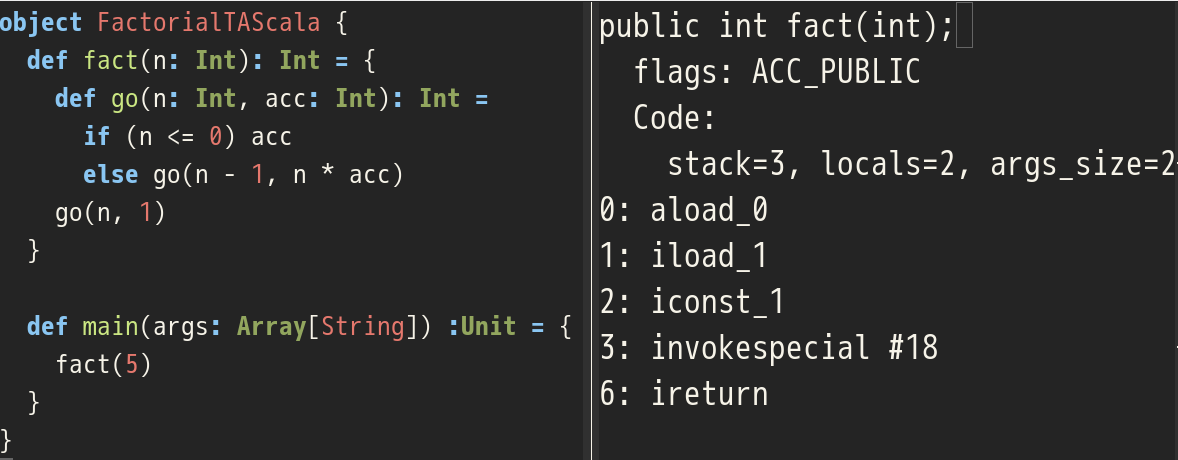 object FactorialTAScala {
  def fact(n: Int): Int = {
    def go(n: Int, acc: Int): Int =
      if (n <= 0) acc
      else go(n - 1, n * acc)
    go(n, 1)
  }

  def main(args: Array[String]) :Unit = {
    fact(5)
  }
}
public int fact(int);
  flags: ACC_PUBLIC
  Code:
    stack=3, locals=2, args_size=2
0: aload_0
1: iload_1
2: iconst_1
3: invokespecial #18
6: ireturn